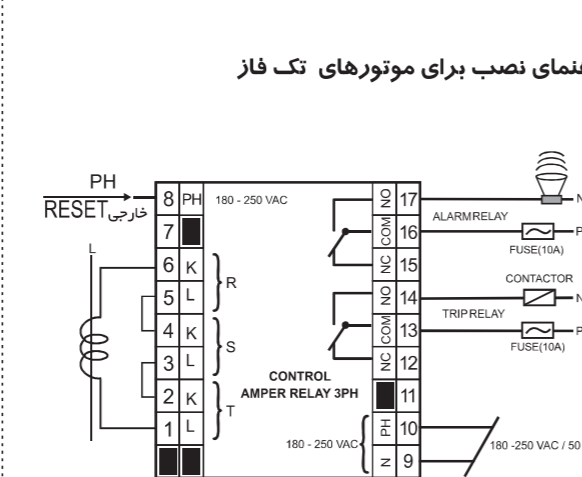 نمای نصب برای موتورهای تک فاز
PH
RESET خارجی
L
8 PH
180 - 250 VAC
7
6 K
5 L
R
4 K
3 L
S
2 K
1 L
T
CONTROL
AMPER RELAY 3PH
180 - 250 VAC
NO 17
COM 16
NC 15
NO 14
COM 13
NC 12
11
PH 10
N 9
ALARMRELAY
N
P
FUSE(10A)
CONTACTOR
N
TRIPRELAY
P
FUSE(10A)
180 -250 VAC / 50